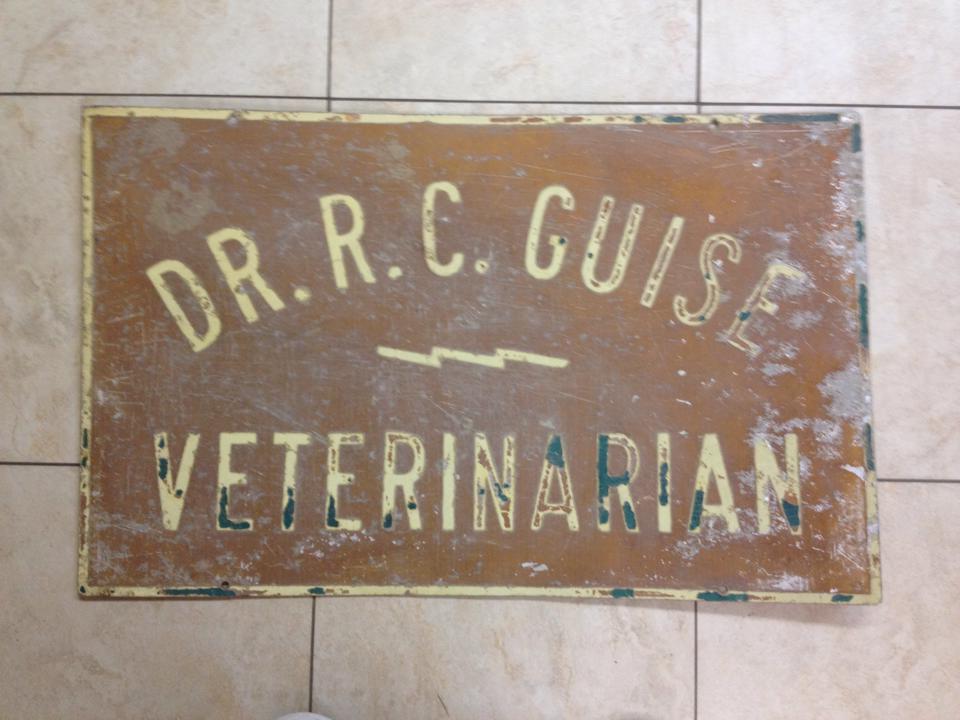 DR. R. C. GUISE
VETERINARIAN